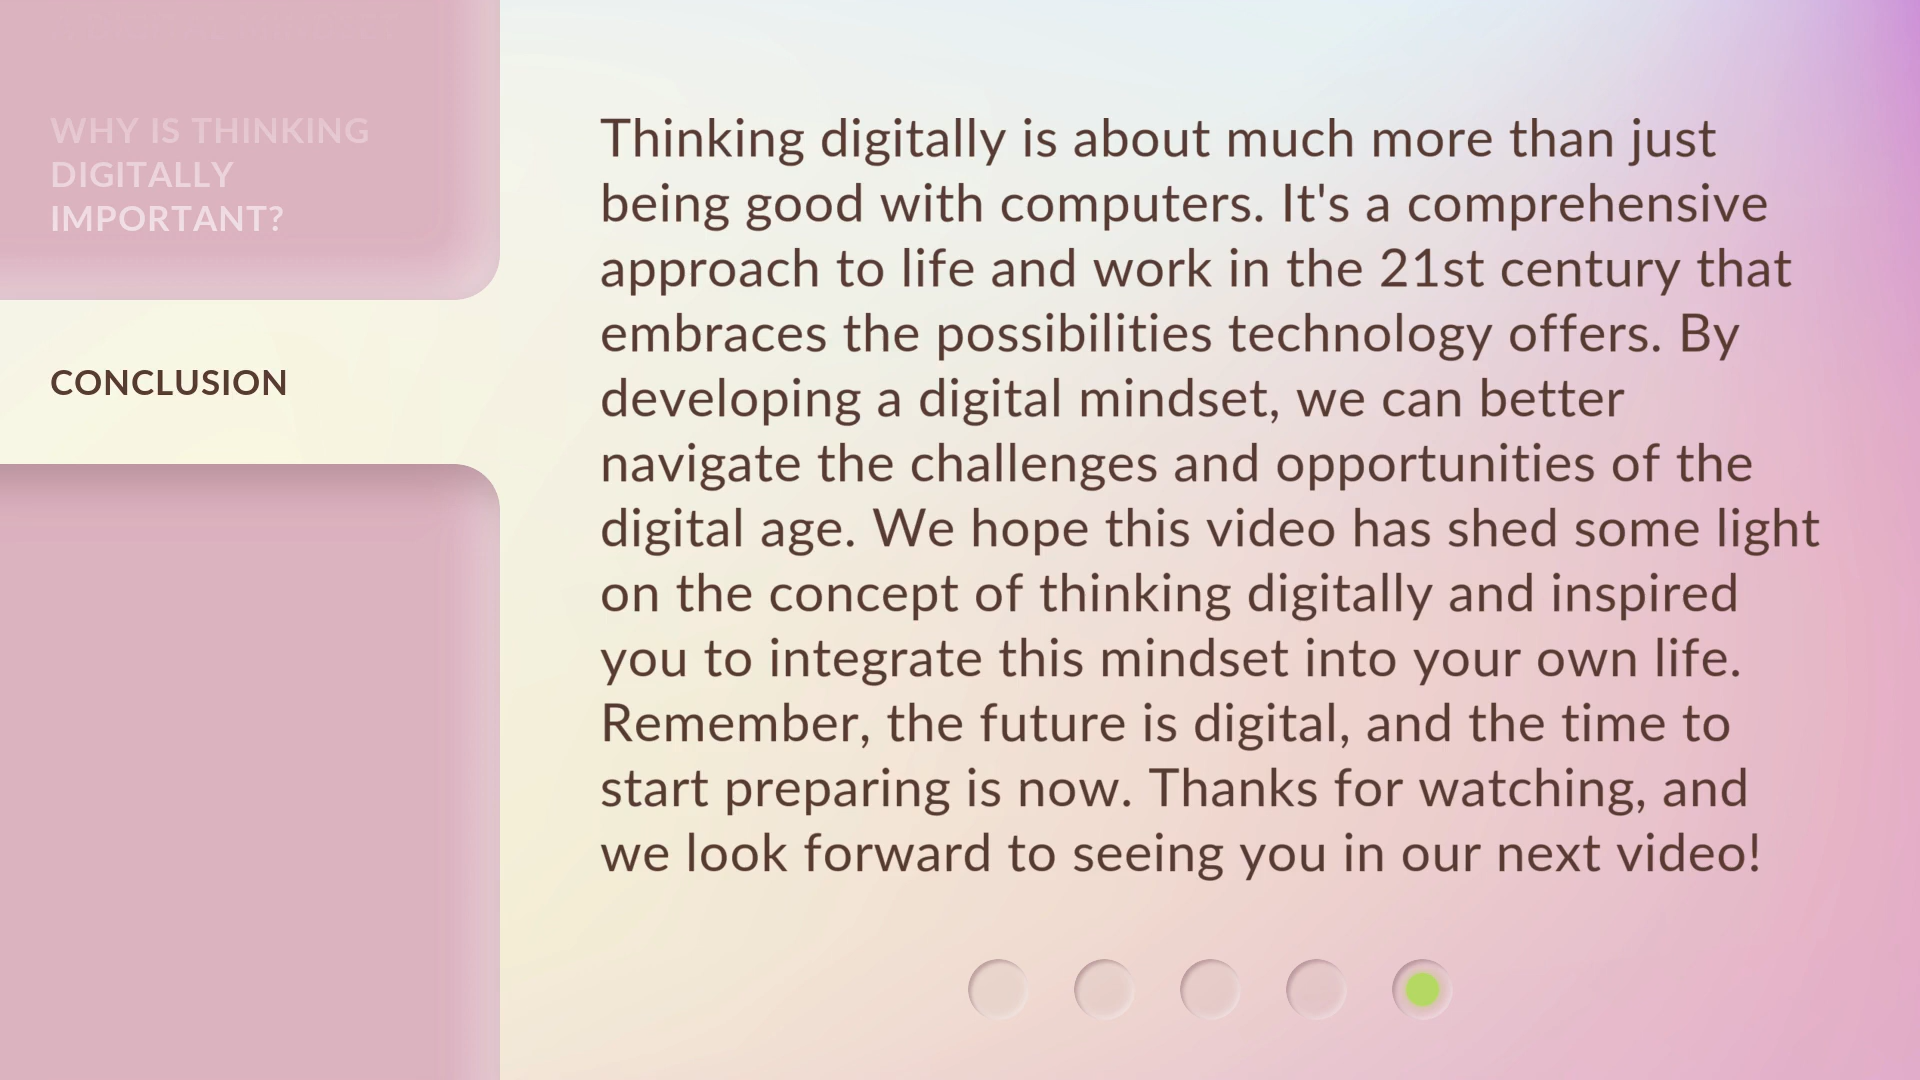 DIGITAL MINDSET
WHY IS THINKING
DIGITALLY
IMPORTANT?
CONCLUSION
Thinking digitally is about much more than just
being good with computers. It's a comprehensive
approach to life and work in the 21st century that
embraces the possibilities technology offers. By
developing a digital mindset, we can better
navigate the challenges and opportunities of the
digital age. We hope this video has shed some light
on the concept of thinking digitally and inspired
you to integrate this mindset into your own life.
Remember, the future is digital, and the time to
start preparing is now. Thanks for watching, and
we look forward to seeing you in our next video!